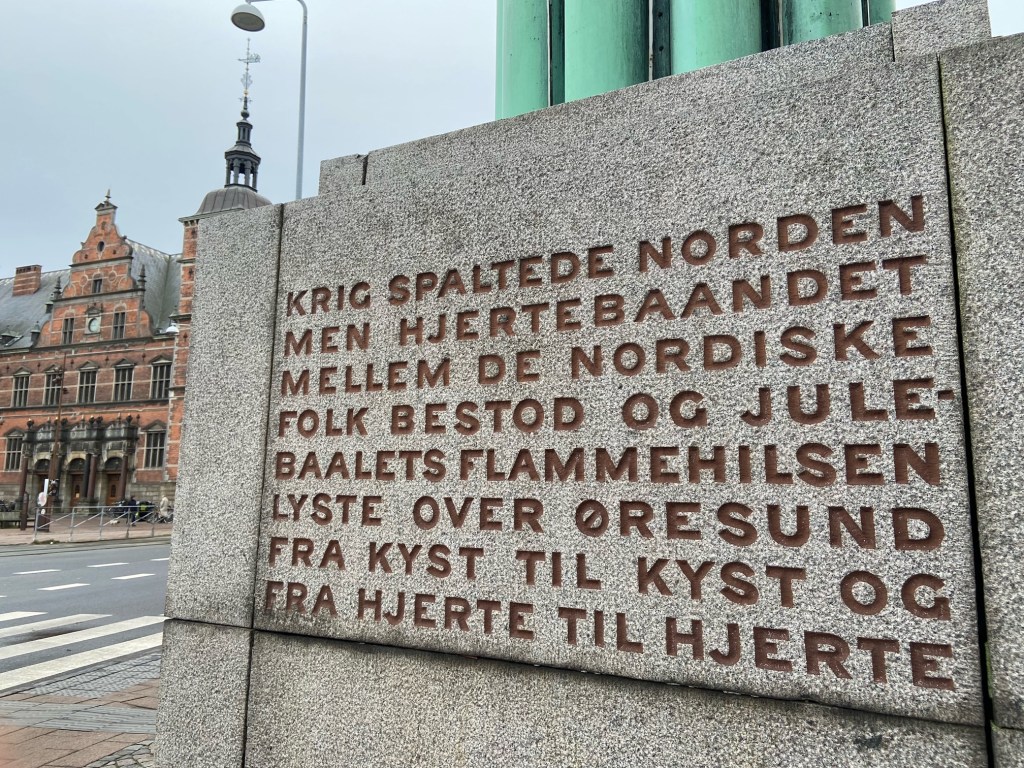 KRIG SPALTEDE NORDEN
MEN HJERTEBAANDET
MELLEM DE NORDISKE
FOLK BESTOD OG JULE-
BAALETS FLAMMEHILSEN
LYSTE OVER ØRESUND
FRA KYST TIL KYST OG
FRA HJERTE TIL HJERTE